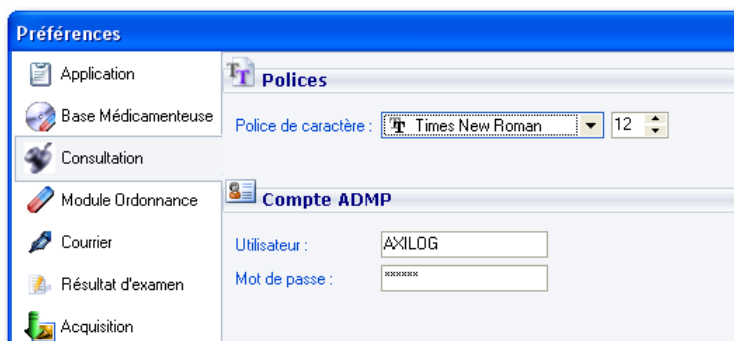 Préférences
Application
Base Médicamenteuse
Consultation
Module Ordonnance
Courrier
Résultat d'examen
Acquisition
Polices
Police de caractère :
Times New Roman
12
Compte ADMP
Utilisateur :
AXILOG
Mot de passe :
******